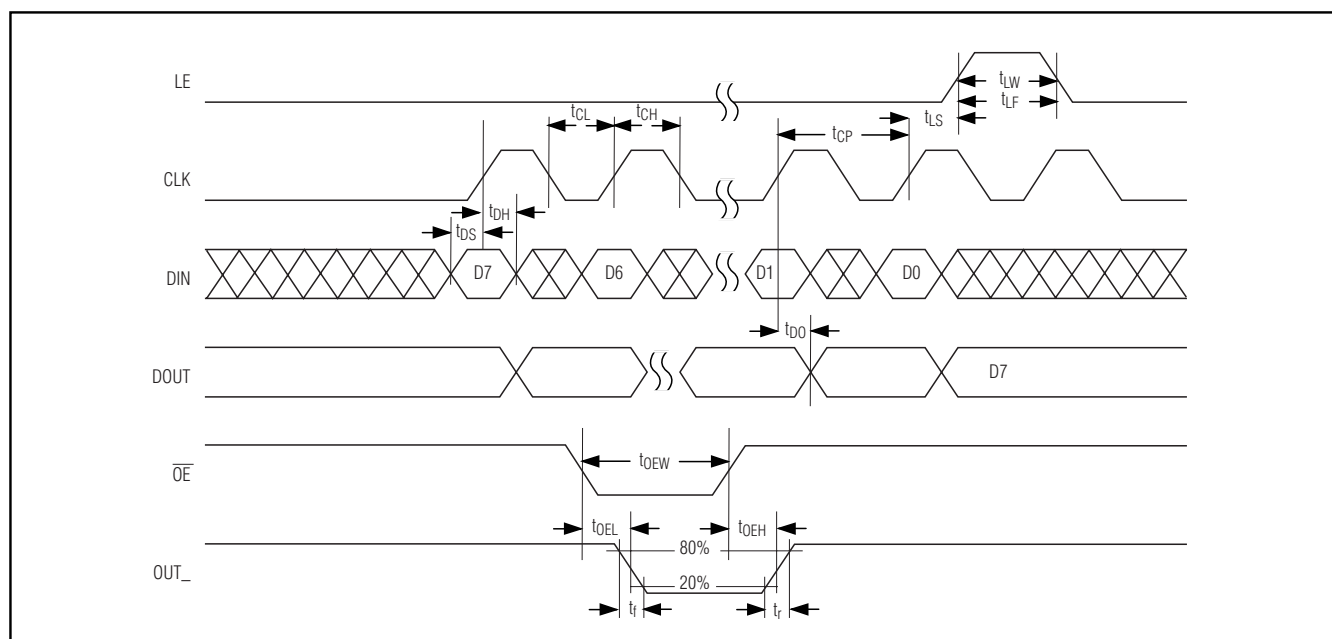 LE
tLW
tLF
tCL
tCH
tLS
tCP
CLK
tDH
tDS
DIN
D7
D6
D1
D0
tDO
DOUT
D7
OE
tOEW
tOEL
tOEH
80%
OUT_
20%
tf
tr